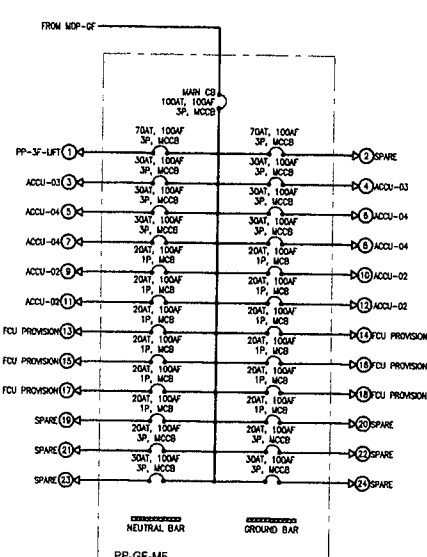 FROM MDP-GF
MAIN CB
100AT, 100AF
3P, MCCB
70AT, 100AF
3P, MCCB
70AT, 100AF
3P, MCCB
PP-3F-LIFT 1
2 SPARE
30AT, 100AF
3P, MCCB
30AT, 100AF
3P, MCCB
ACCU-03 3
4 ACCU-03
30AT, 100AF
3P, MCCB
30AT, 100AF
3P, MCCB
ACCU-04 5
6 ACCU-04
30AT, 100AF
3P, MCCB
30AT, 100AF
3P, MCCB
ACCU-04 7
8 ACCU-04
20AT, 100AF
1P, MCB
20AT, 100AF
1P, MCB
ACCU-02 9
10 ACCU-02
20AT, 100AF
1P, MCB
20AT, 100AF
1P, MCB
ACCU-02 11
12 ACCU-02
20AT, 100AF
1P, MCB
20AT, 100AF
1P, MCB
FCU PROVISION 13
14 FCU PROVISION
20AT, 100AF
1P, MCB
20AT, 100AF
1P, MCB
FCU PROVISION 15
16 FCU PROVISION
20AT, 100AF
1P, MCB
20AT, 100AF
1P, MCB
FCU PROVISION 17
18 FCU PROVISION
20AT, 100AF
1P, MCB
20AT, 100AF
1P, MCB
SPARE 19
20 SPARE
20AT, 100AF
3P, MCCB
20AT, 100AF
3P, MCCB
SPARE 21
22 SPARE
30AT, 100AF
3P, MCCB
30AT, 100AF
3P, MCCB
SPARE 23
24 SPARE
NEUTRAL BAR
GROUND BAR
PP-GF-ME